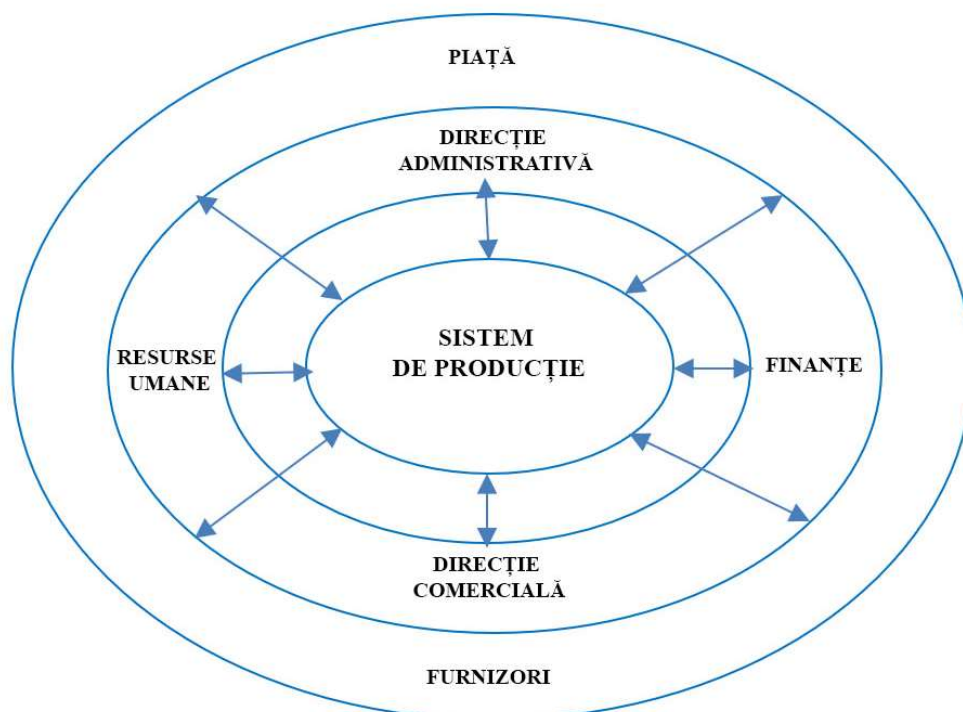 PIAȚĂ
DIRECȚIE
ADMINISTRATIVĂ
SISTEM
DE PRODUCȚIE
RESURSE
UMANE
FINANȚE
DIRECȚIE
COMERCIALĂ
FURNIZORI